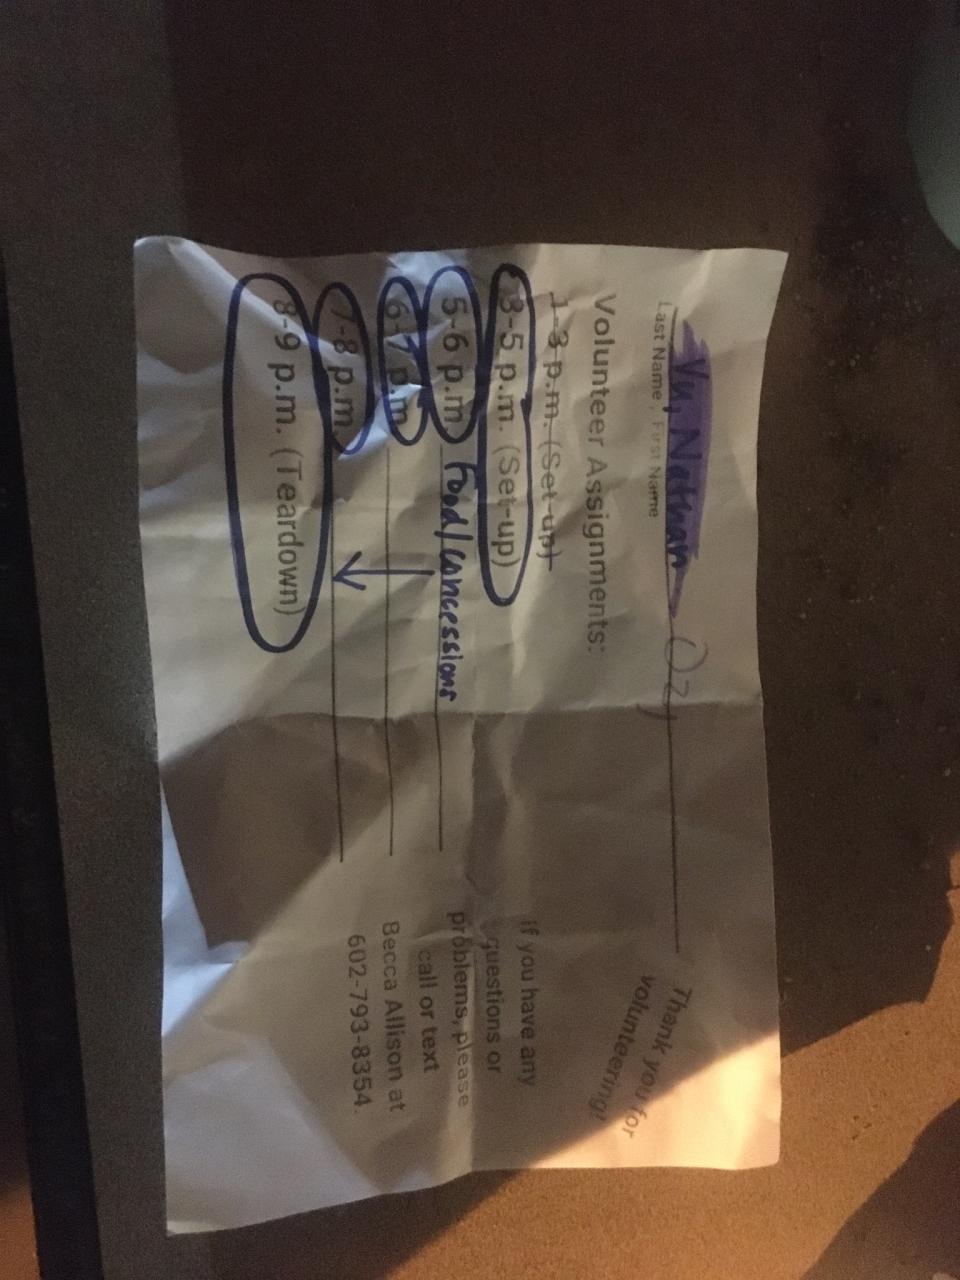 Vu, Nathan Ozy
Last Name, First Name
Thank you for
volunteering!
Volunteer Assignments:
1-3 p.m. (Set-up)
3-5 p.m. (Set-up)
5-6 p.m Food/concessions
6-7 p.m
7-8 p.m.
8-9 p.m. (Teardown)
If you have any
questions or
problems, please
call or text
Becca Allison at
602-793-8354.